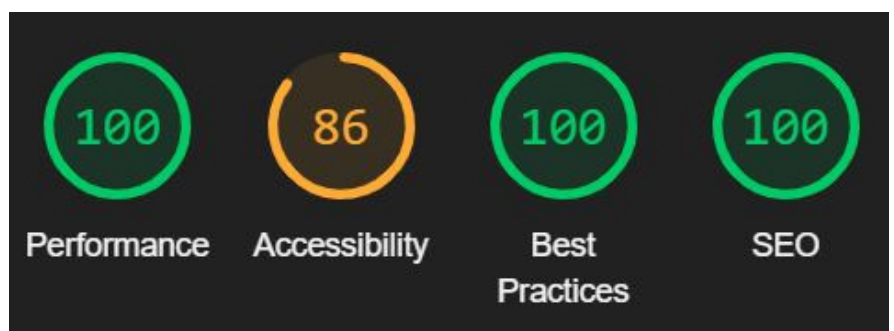 100
86
100
100
Performance
Accessibility
Best
Practices
SEO